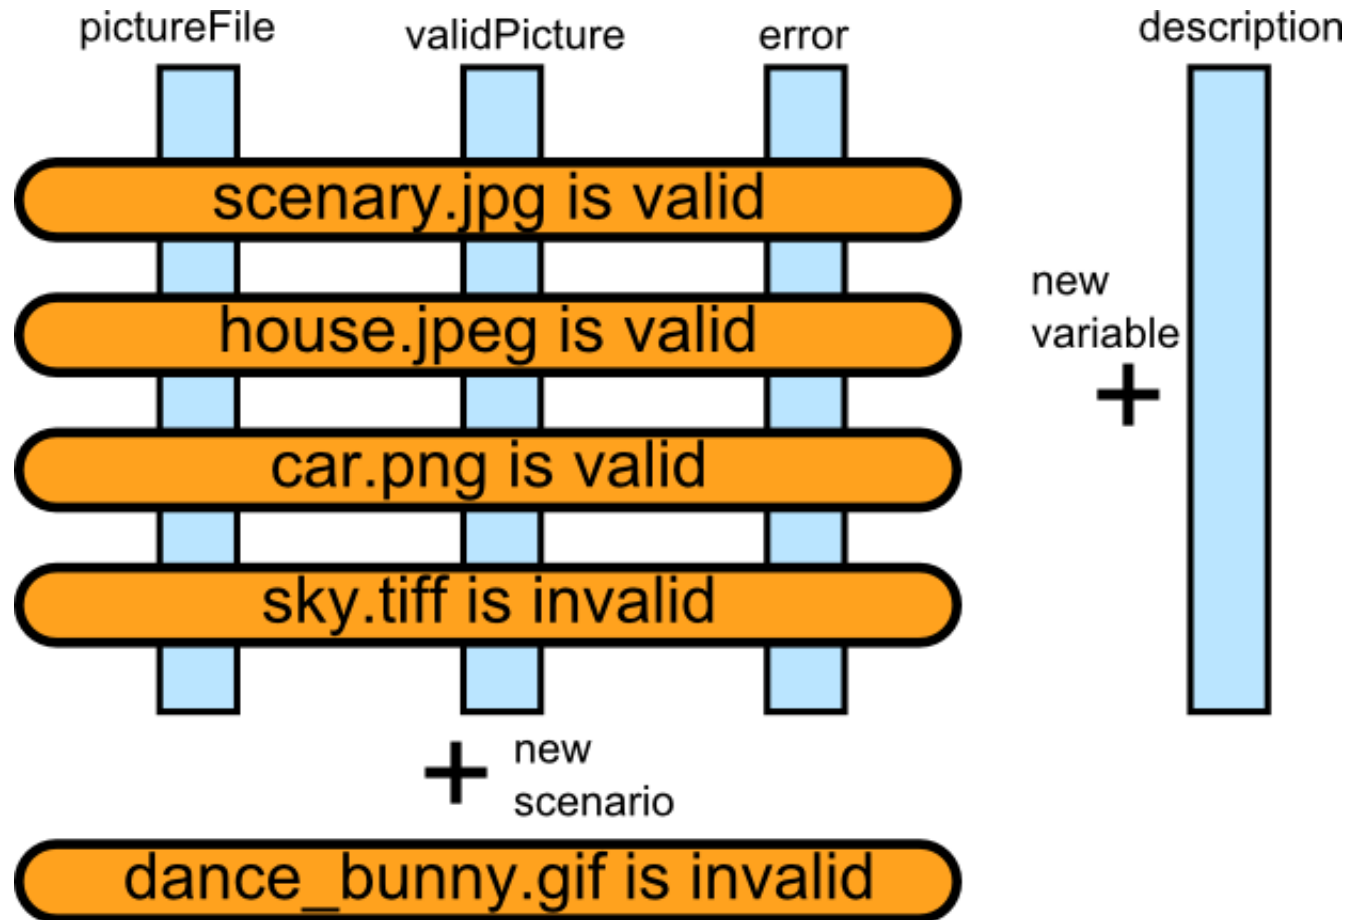 pictureFile
validPicture
error
description
scenary.jpg is valid
house.jpeg is valid
new
variable
+
car.png is valid
sky.tiff is invalid
+
new
scenario
dance_bunny.gif is invalid